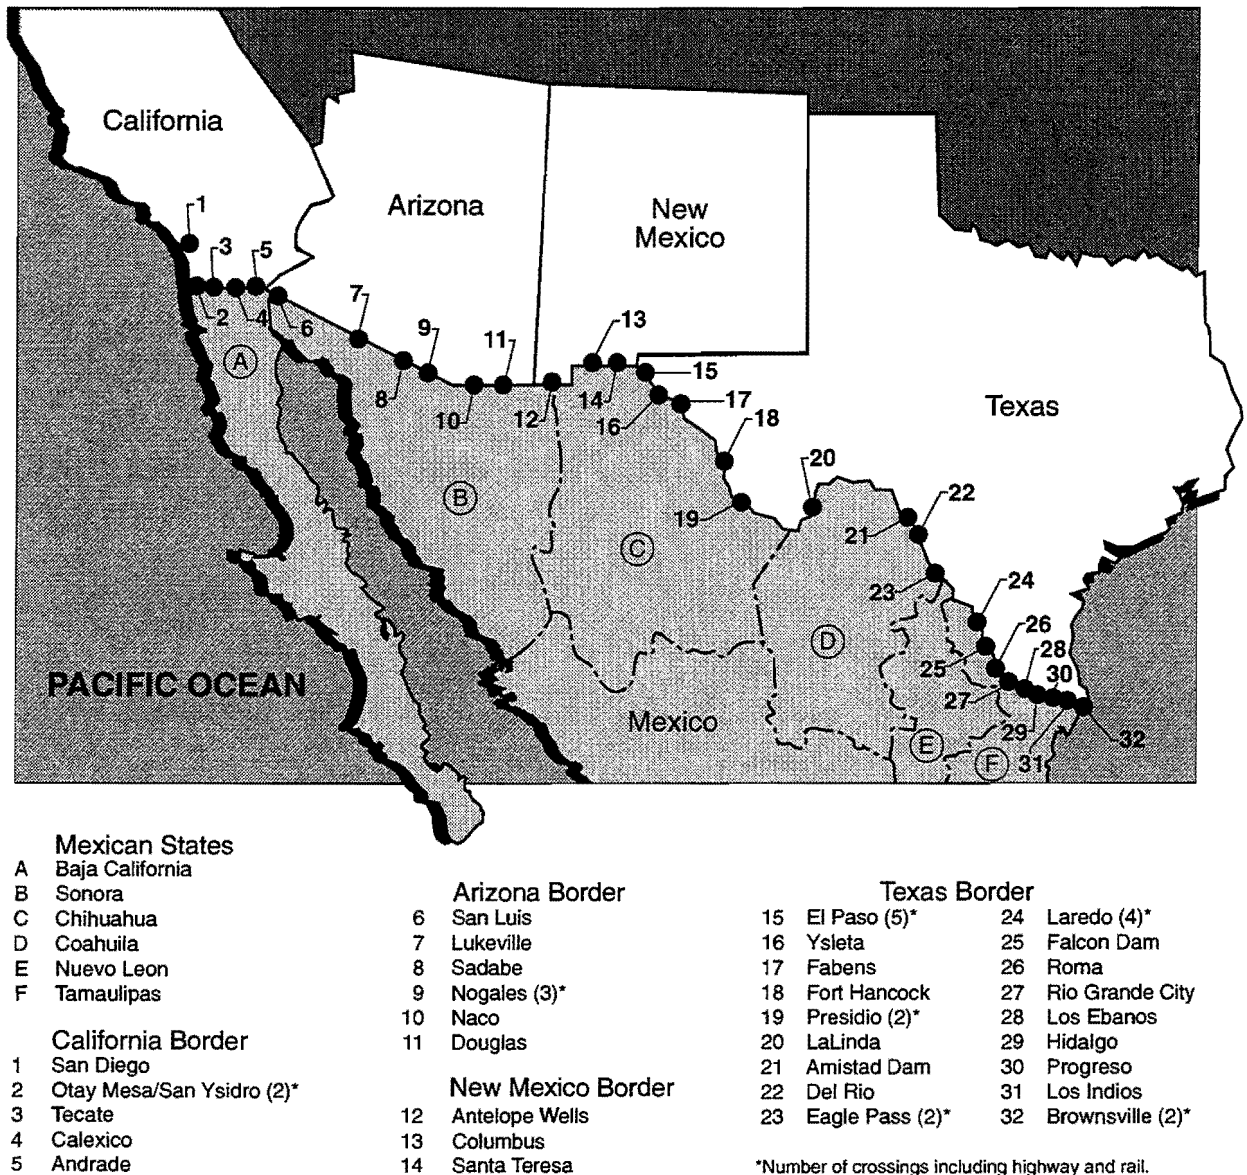 California
1
Arizona
New
Mexico
3
5
2
4
6
7
9
11
13
8
10
12
14
15
16
17
18
Texas
A
B
C
19
20
21
22
23
24
D
25
26
27
28
30
29
31
32
PACIFIC OCEAN
Mexico
E
F
Mexican States
A Baja California
B Sonora
C Chihuahua
D Coahuila
E Nuevo Leon
F Tamaulipas
California Border
1 San Diego
2 Otay Mesa/San Ysidro (2)*
3 Tecate
4 Calexico
5 Andrade
Arizona Border
6 San Luis
7 Lukeville
8 Sadabe
9 Nogales (3)*
10 Naco
11 Douglas
New Mexico Border
12 Antelope Wells
13 Columbus
14 Santa Teresa
Texas Border
15 El Paso (5)*
16 Ysleta
17 Fabens
18 Fort Hancock
19 Presidio (2)*
20 LaLinda
21 Amistad Dam
22 Del Rio
23 Eagle Pass (2)*
24 Laredo (4)*
25 Falcon Dam
26 Roma
27 Rio Grande City
28 Los Ebanos
29 Hidalgo
30 Progreso
31 Los Indios
32 Brownsville (2)*
*Number of crossings including highway and rail.